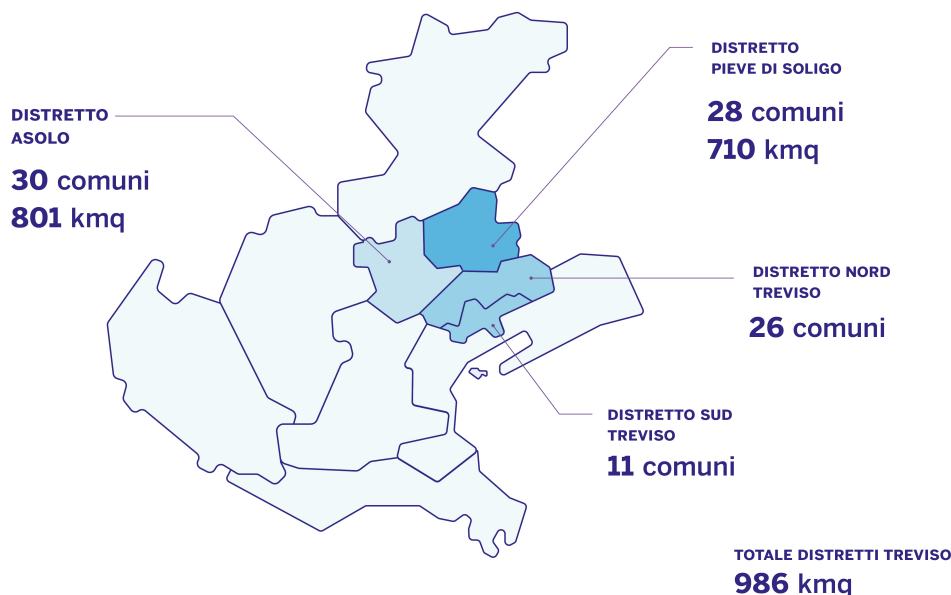 DISTRETTO
PIEVE DI SOLIGO
28 comuni
710 kmq
DISTRETTO
ASOLO
30 comuni
801 kmq
DISTRETTO NORD
TREVISO
26 comuni
DISTRETTO SUD
TREVISO
11 comuni
TOTALE DISTRETTI TREVISO
986 kmq